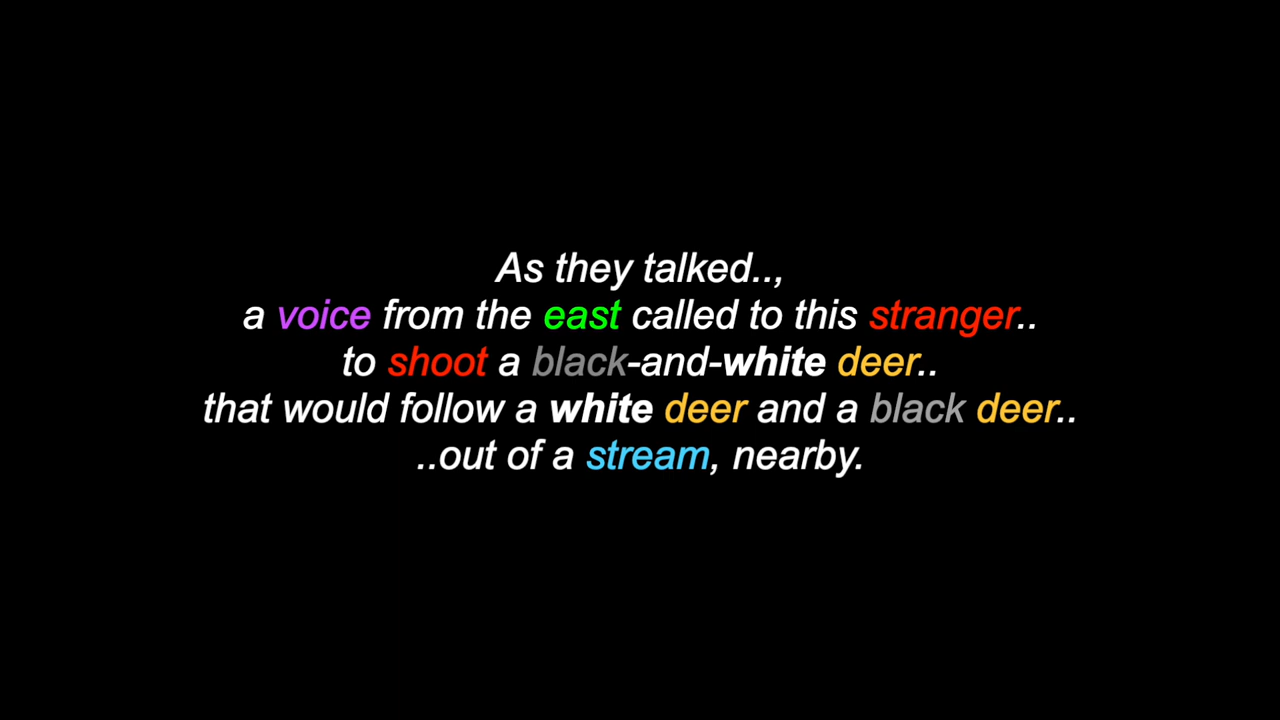 As they talked..,
a voice from the east called to this stranger..
to shoot a black-and-white deer..
that would follow a white deer and a black deer..
..out of a stream, nearby.